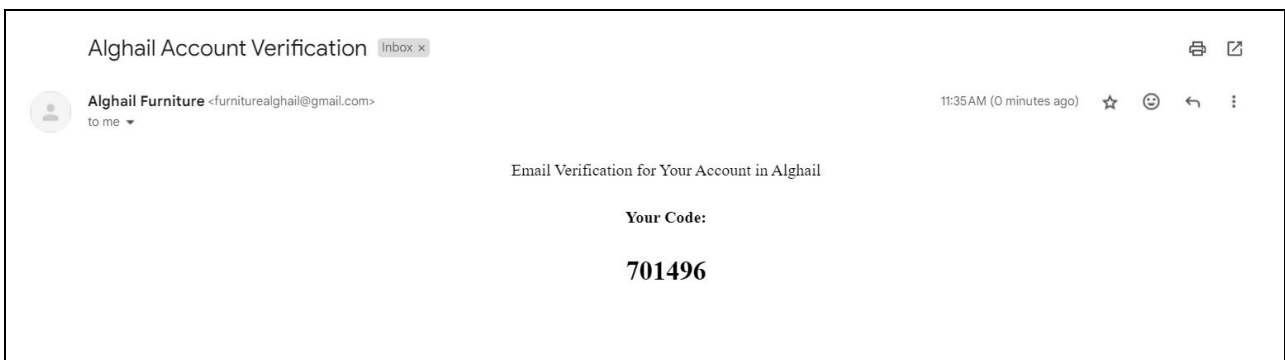 Alghail Account Verification Inbox ×
Alghail Furniture <furniturealghail@gmail.com> 11:35 AM (0 minutes ago)
to me
Email Verification for Your Account in Alghail
Your Code:
701496